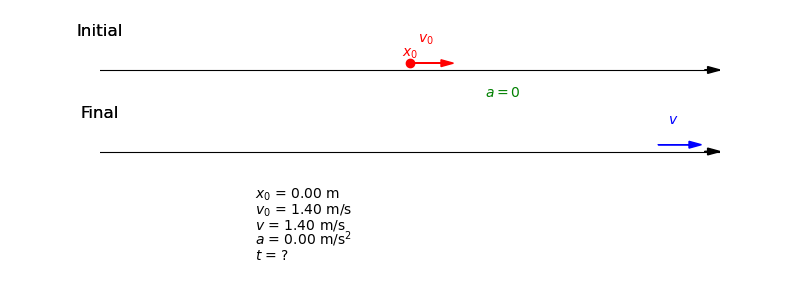 Initial
v₀
x₀
a = 0
Final
v
x₀ = 0.00 m
v₀ = 1.40 m/s
v = 1.40 m/s
a = 0.00 m/s²
t = ?